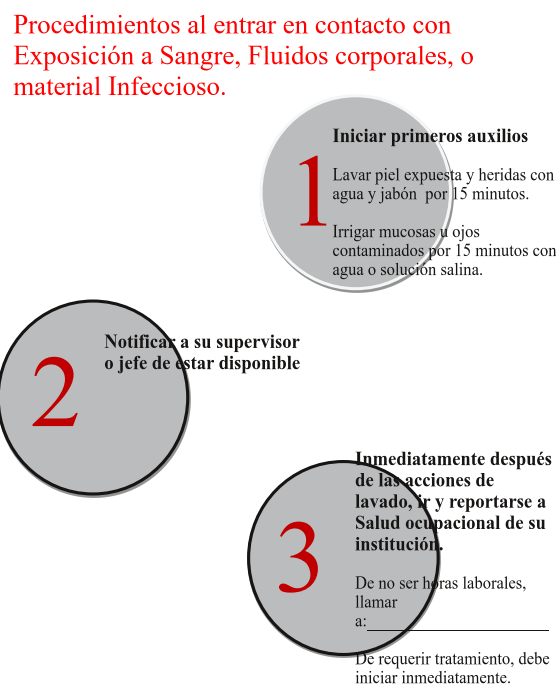 Procedimientos al entrar en contacto con
Exposición a Sangre, Fluidos corporales, o
material Infeccioso.
1
Iniciar primeros auxilios
Lavar piel expuesta y heridas con
agua y jabón por 15 minutos.
Irrigar mucosas u ojos
contaminados por 15 minutos con
agua o solución salina.
2
Notificar a su supervisor
o jefe de estar disponible
3
Inmediatamente después
de las acciones de
lavado, ir y reportarse a
Salud ocupacional de su
institución.
De no ser horas laborales,
llamar
a:______________________
De requerir tratamiento, debe
iniciar inmediatamente.